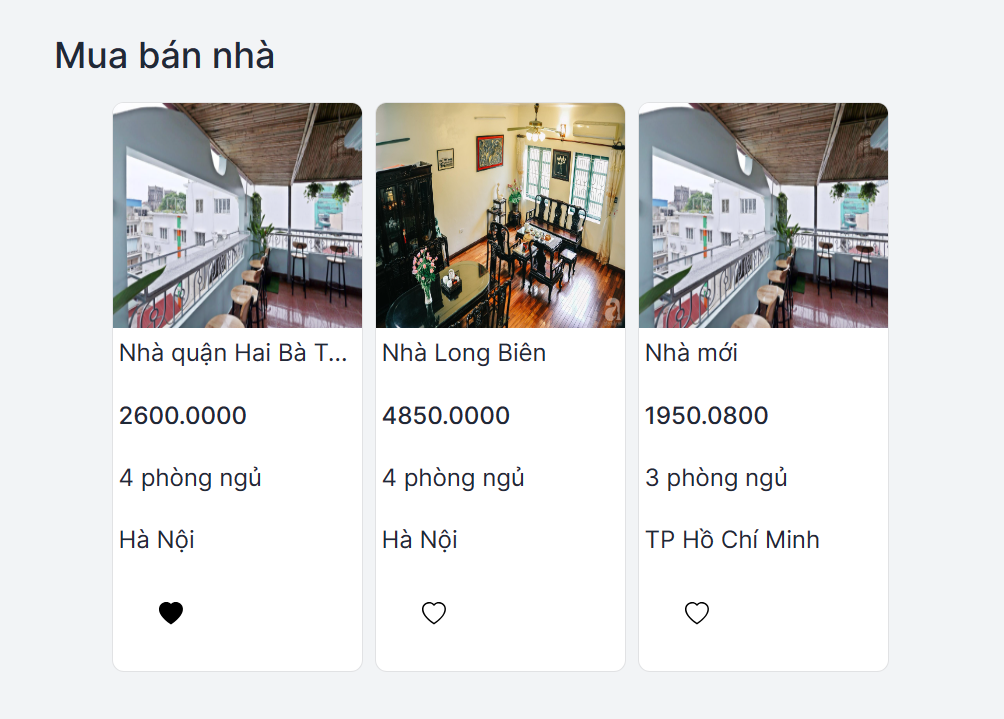 Mua bán nhà
Nhà quận Hai Bà T...
2600.0000
4 phòng ngủ
Hà Nội
Nhà Long Biên
4850.0000
4 phòng ngủ
Hà Nội
Nhà mới
1950.0800
3 phòng ngủ
TP Hồ Chí Minh